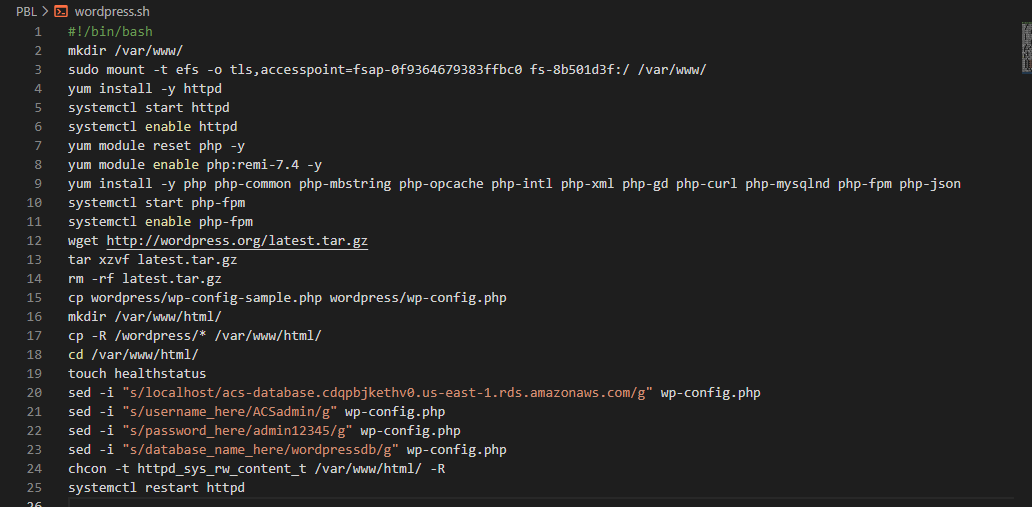 PBL > wordpress.sh
1 #!/bin/bash
2 mkdir /var/www/
3 sudo mount -t efs -o tls,accesspoint=fsap-0f9364679383ffbc0 fs-8b501d3f:/ /var/www/
4 yum install -y httpd
5 systemctl start httpd
6 systemctl enable httpd
7 yum module reset php -y
8 yum module enable php:remi-7.4 -y
9 yum install -y php php-common php-mbstring php-opcache php-intl php-xml php-gd php-curl php-mysqlnd php-fpm php-json
10 systemctl start php-fpm
11 systemctl enable php-fpm
12 wget http://wordpress.org/latest.tar.gz
13 tar xzvf latest.tar.gz
14 rm -rf latest.tar.gz
15 cp wordpress/wp-config-sample.php wordpress/wp-config.php
16 mkdir /var/www/html/
17 cp -R /wordpress/* /var/www/html/
18 cd /var/www/html/
19 touch healthstatus
20 sed -i "s/localhost/acs-database.cdqpbjkethv0.us-east-1.rds.amazonaws.com/g" wp-config.php
21 sed -i "s/username_here/ACSadmin/g" wp-config.php
22 sed -i "s/password_here/admin12345/g" wp-config.php
23 sed -i "s/database_name_here/wordpressdb/g" wp-config.php
24 chcon -t httpd_sys_rw_content_t /var/www/html/ -R
25 systemctl restart httpd
26